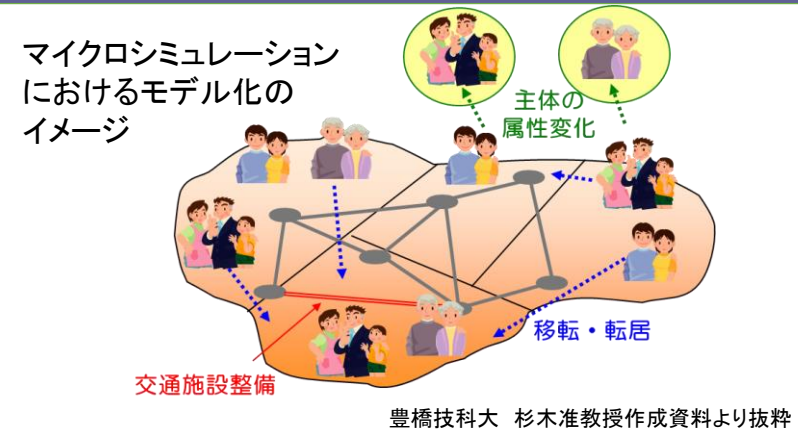 マイクロシミュレーション
におけるモデル化の
イメージ
主体の
属性変化
移転・転居
交通施設整備
豊橋技科大 杉木准教授作成資料より抜粋